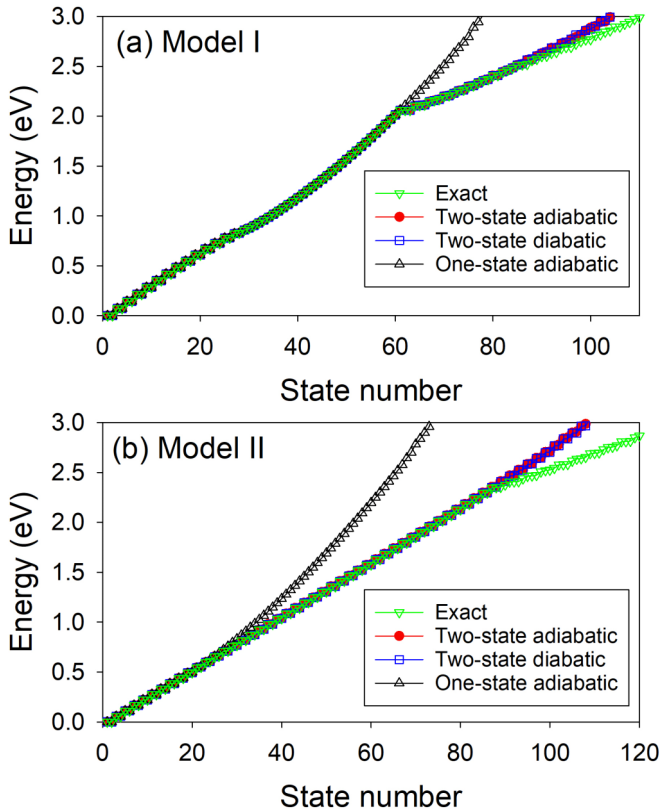 (a) Model I
Energy (eV)
3.0
2.5
2.0
1.5
1.0
0.5
0.0
Exact
Two-state adiabatic
Two-state diabatic
One-state adiabatic
0 20 40 60 80 100
State number
(b) Model II
Energy (eV)
3.0
2.5
2.0
1.5
1.0
0.5
0.0
Exact
Two-state adiabatic
Two-state diabatic
One-state adiabatic
0 20 40 60 80 100 120
State number